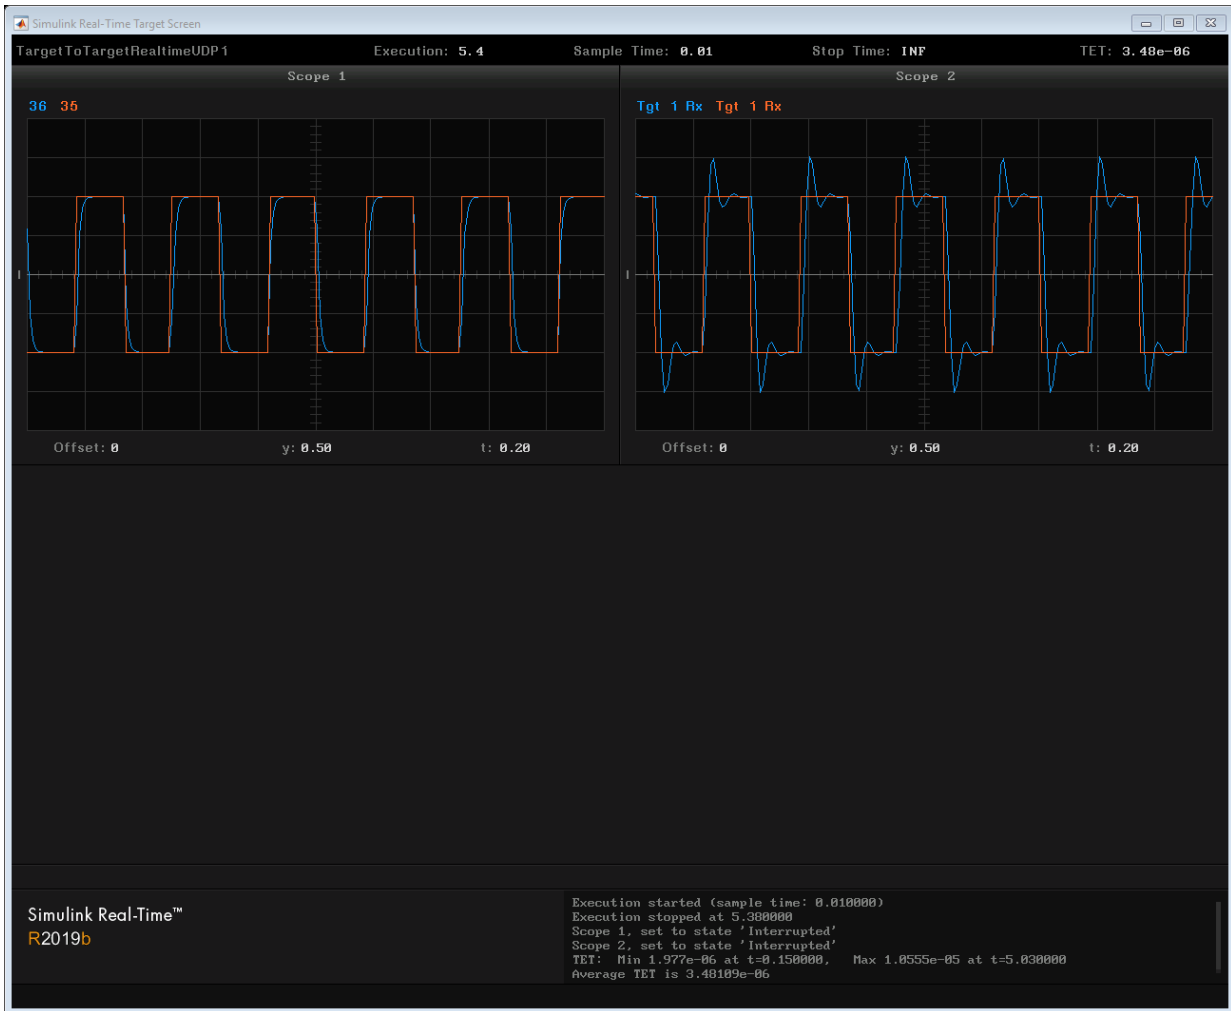 Simulink Real-Time Target Screen
TargetToTargetRealtimeUDP1 Execution: 5.4 Sample Time: 0.01 Stop Time: INF TET: 3.48e-06
Scope 1
36 35
Offset: 0 y: 0.50 t: 0.20
Scope 2
Tgt 1 Rx Tgt 1 Rx
Offset: 0 y: 0.50 t: 0.20
Simulink Real-Time™
R2019b
Execution started (sample time: 0.010000)
Execution stopped at 5.380000
Scope 1, set to state 'Interrupted'
Scope 2, set to state 'Interrupted'
TET: Min 1.977e-06 at t=0.150000, Max 1.0555e-05 at t=5.030000
Average TET is 3.48109e-06